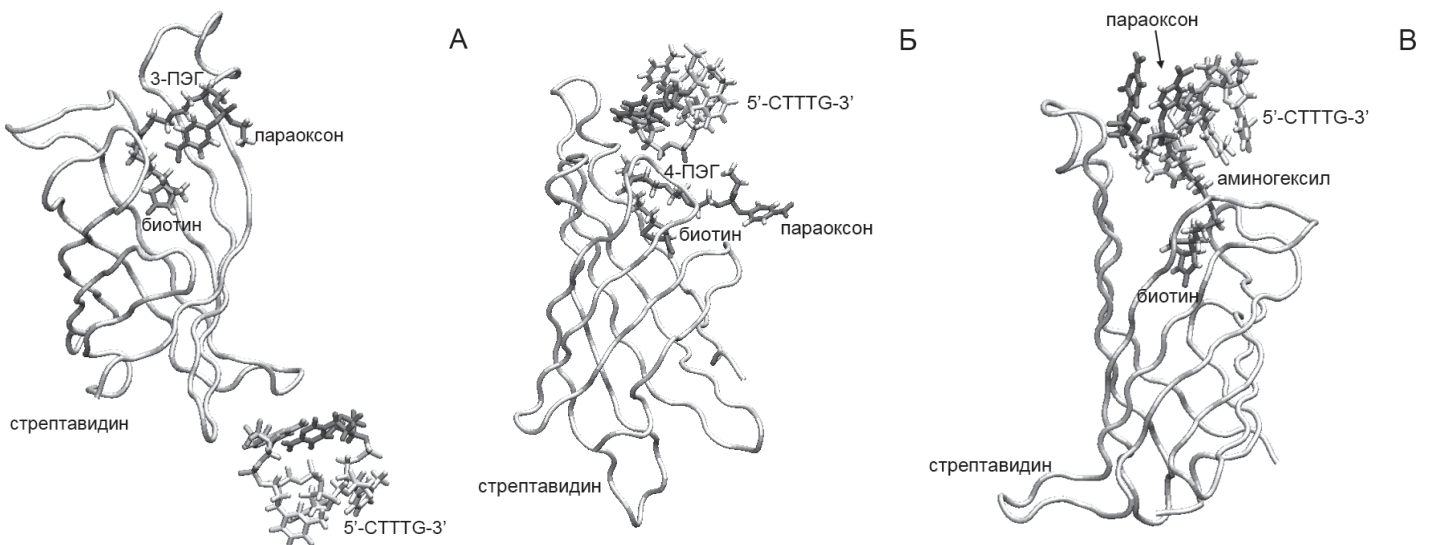 А
3-ПЭГ
параоксон
биотин
стрептавидин
5’-CTTTG-3’
Б
5’-CTTTG-3’
4-ПЭГ
биотин
параоксон
стрептавидин
В
параоксон
5’-CTTTG-3’
аминогексил
биотин
стрептавидин